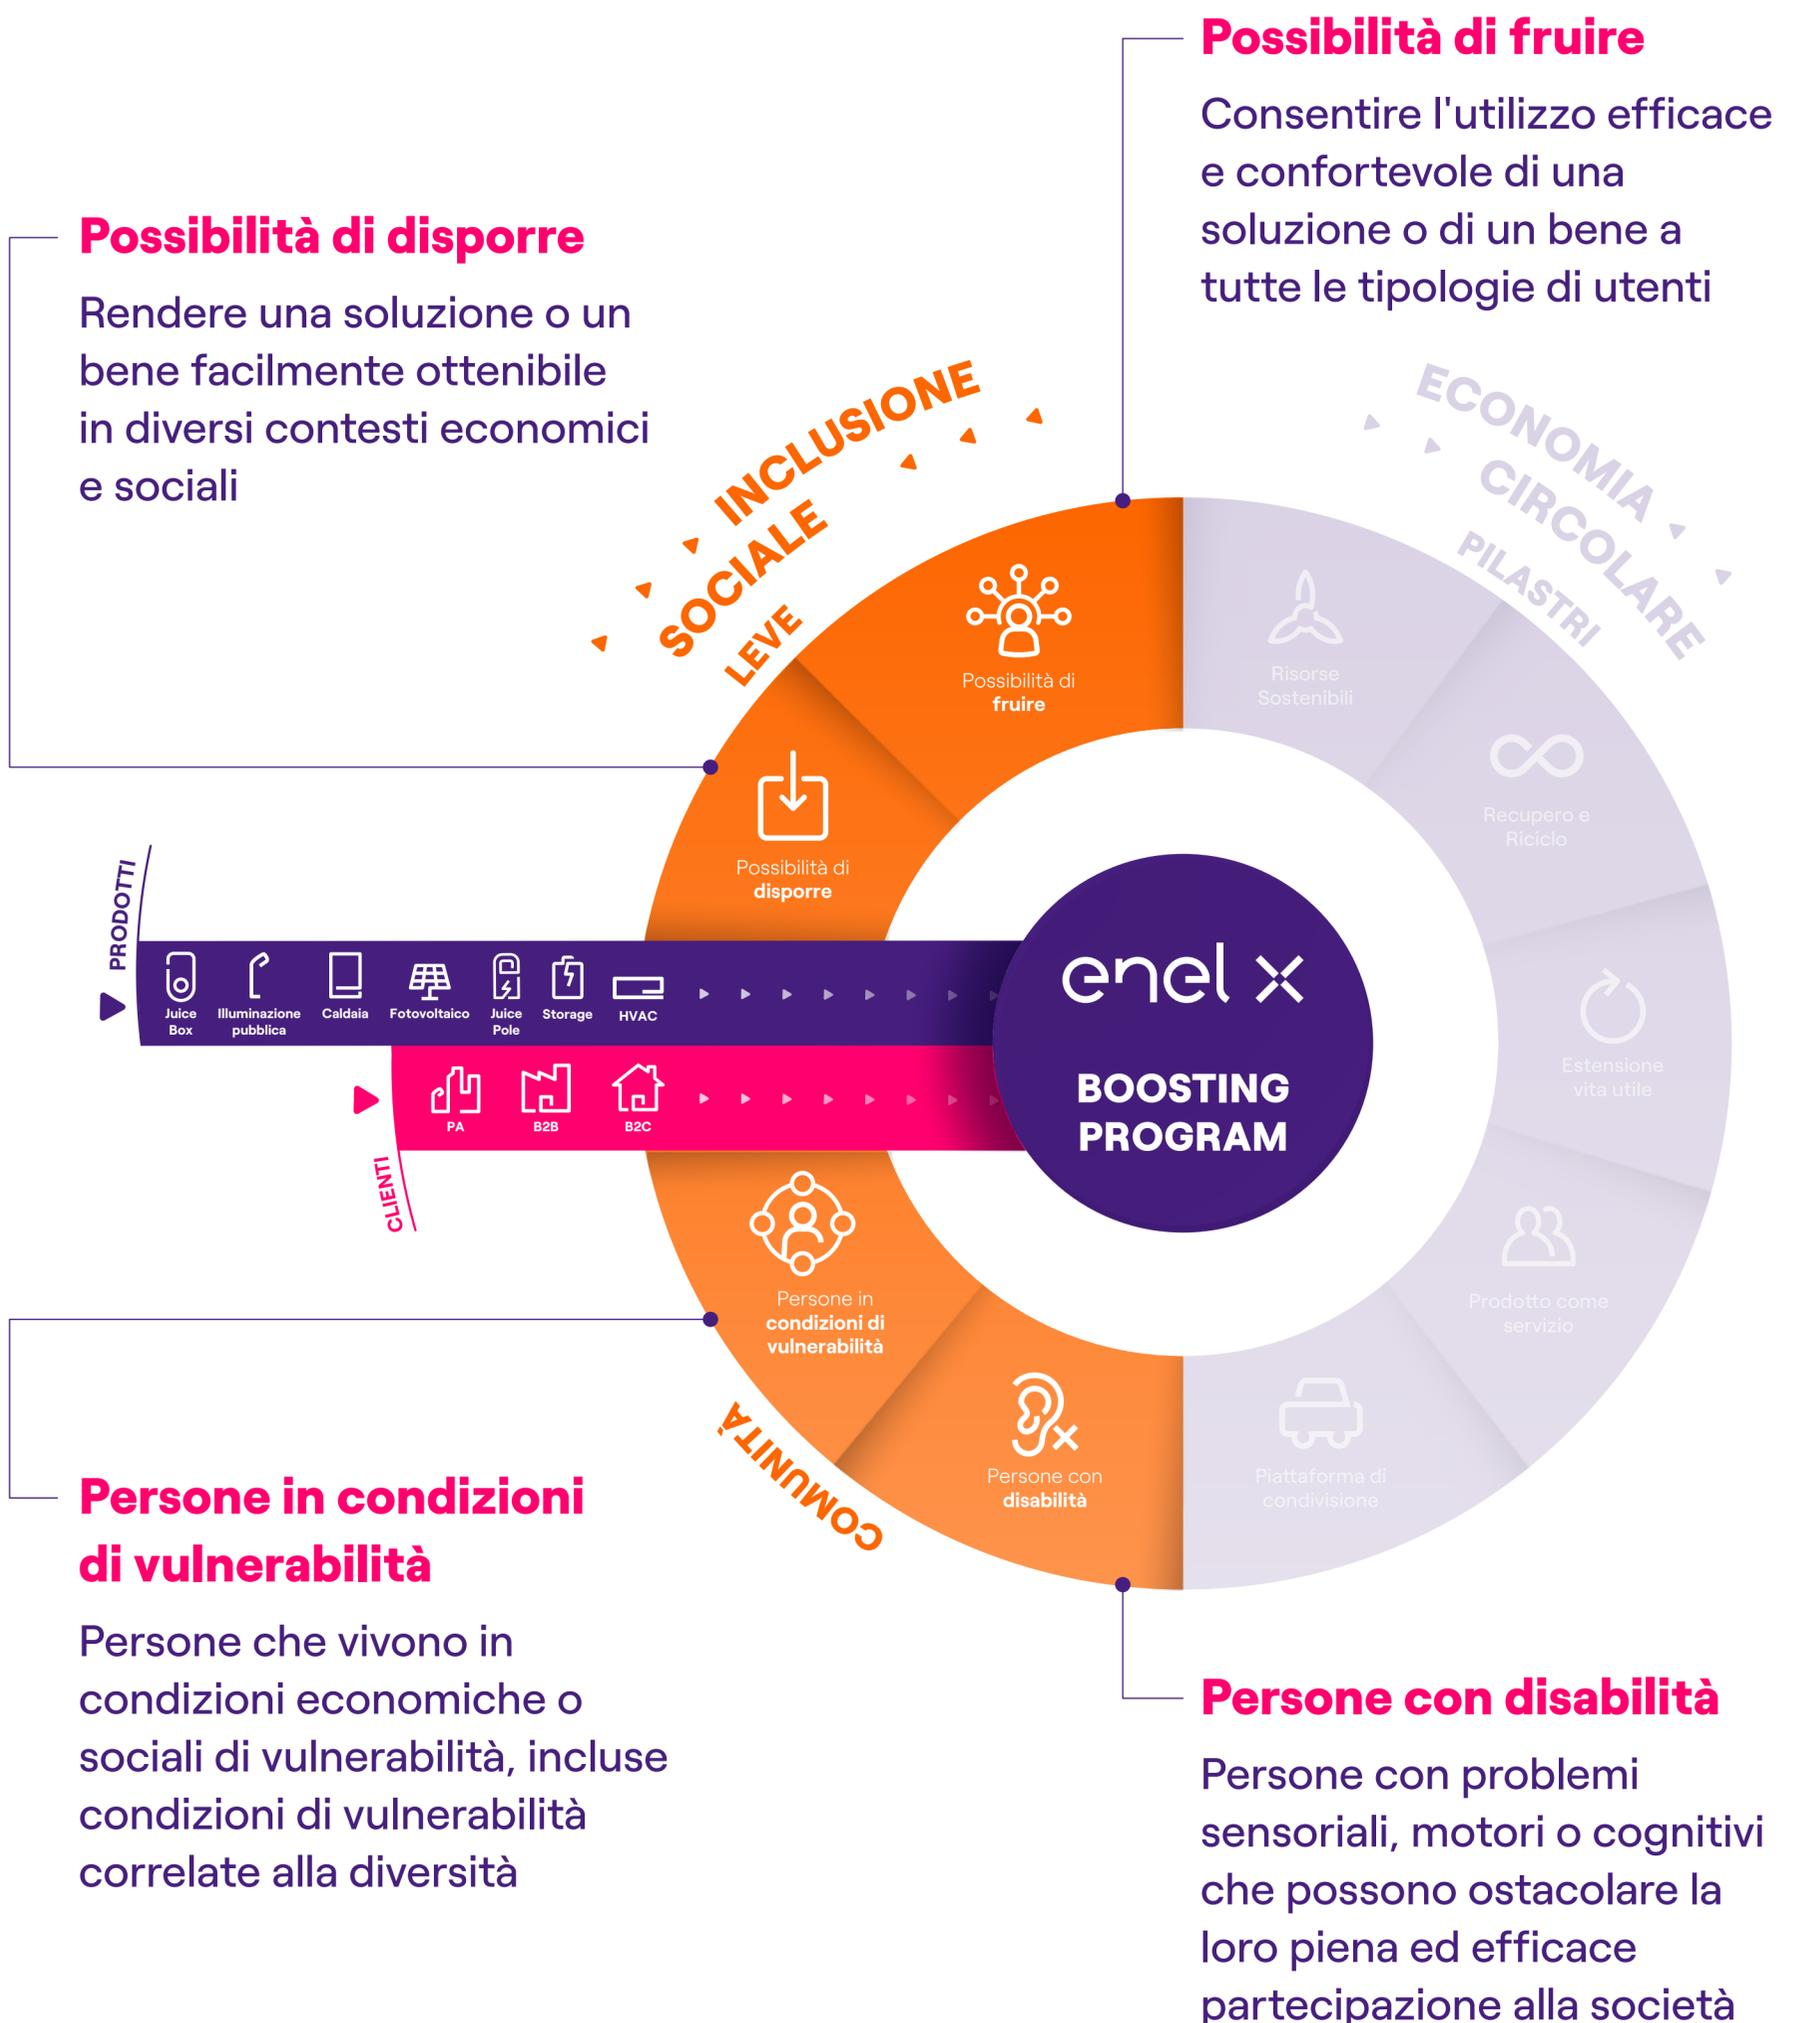 Possibilità di fruire
Consentire l'utilizzo efficace
e confortevole di una
soluzione o di un bene a
tutte le tipologie di utenti
Possibilità di disporre
Rendere una soluzione o un
bene facilmente ottenibile
in diversi contesti economici
e sociali
INCLUSIONE
SOCIALE
LEVE
ECONOMIA
CIRCOLARE
PILASTRI
Possibilità di
fruire
Risorse
Sostenibili
Possibilità di
disporre
Recupero e
Riciclo
PRODOTTI
Juice
Box
Illuminazione
pubblica
Caldaia
Fotovoltaico
Juice
Pole
Storage
HVAC
enel x
BOOSTING
PROGRAM
Estensione
vita utile
PA
B2B
B2C
CLIENTI
Persone in
condizioni di
vulnerabilità
Prodotto come
servizio
COMUNITÀ
Persone con
disabilità
Piattaforma di
condivisione
Persone in condizioni
di vulnerabilità
Persone che vivono in
condizioni economiche o
sociali di vulnerabilità, incluse
condizioni di vulnerabilità
correlate alla diversità
Persone con disabilità
Persone con problemi
sensoriali, motori o cognitivi
che possono ostacolare la
loro piena ed efficace
partecipazione alla società